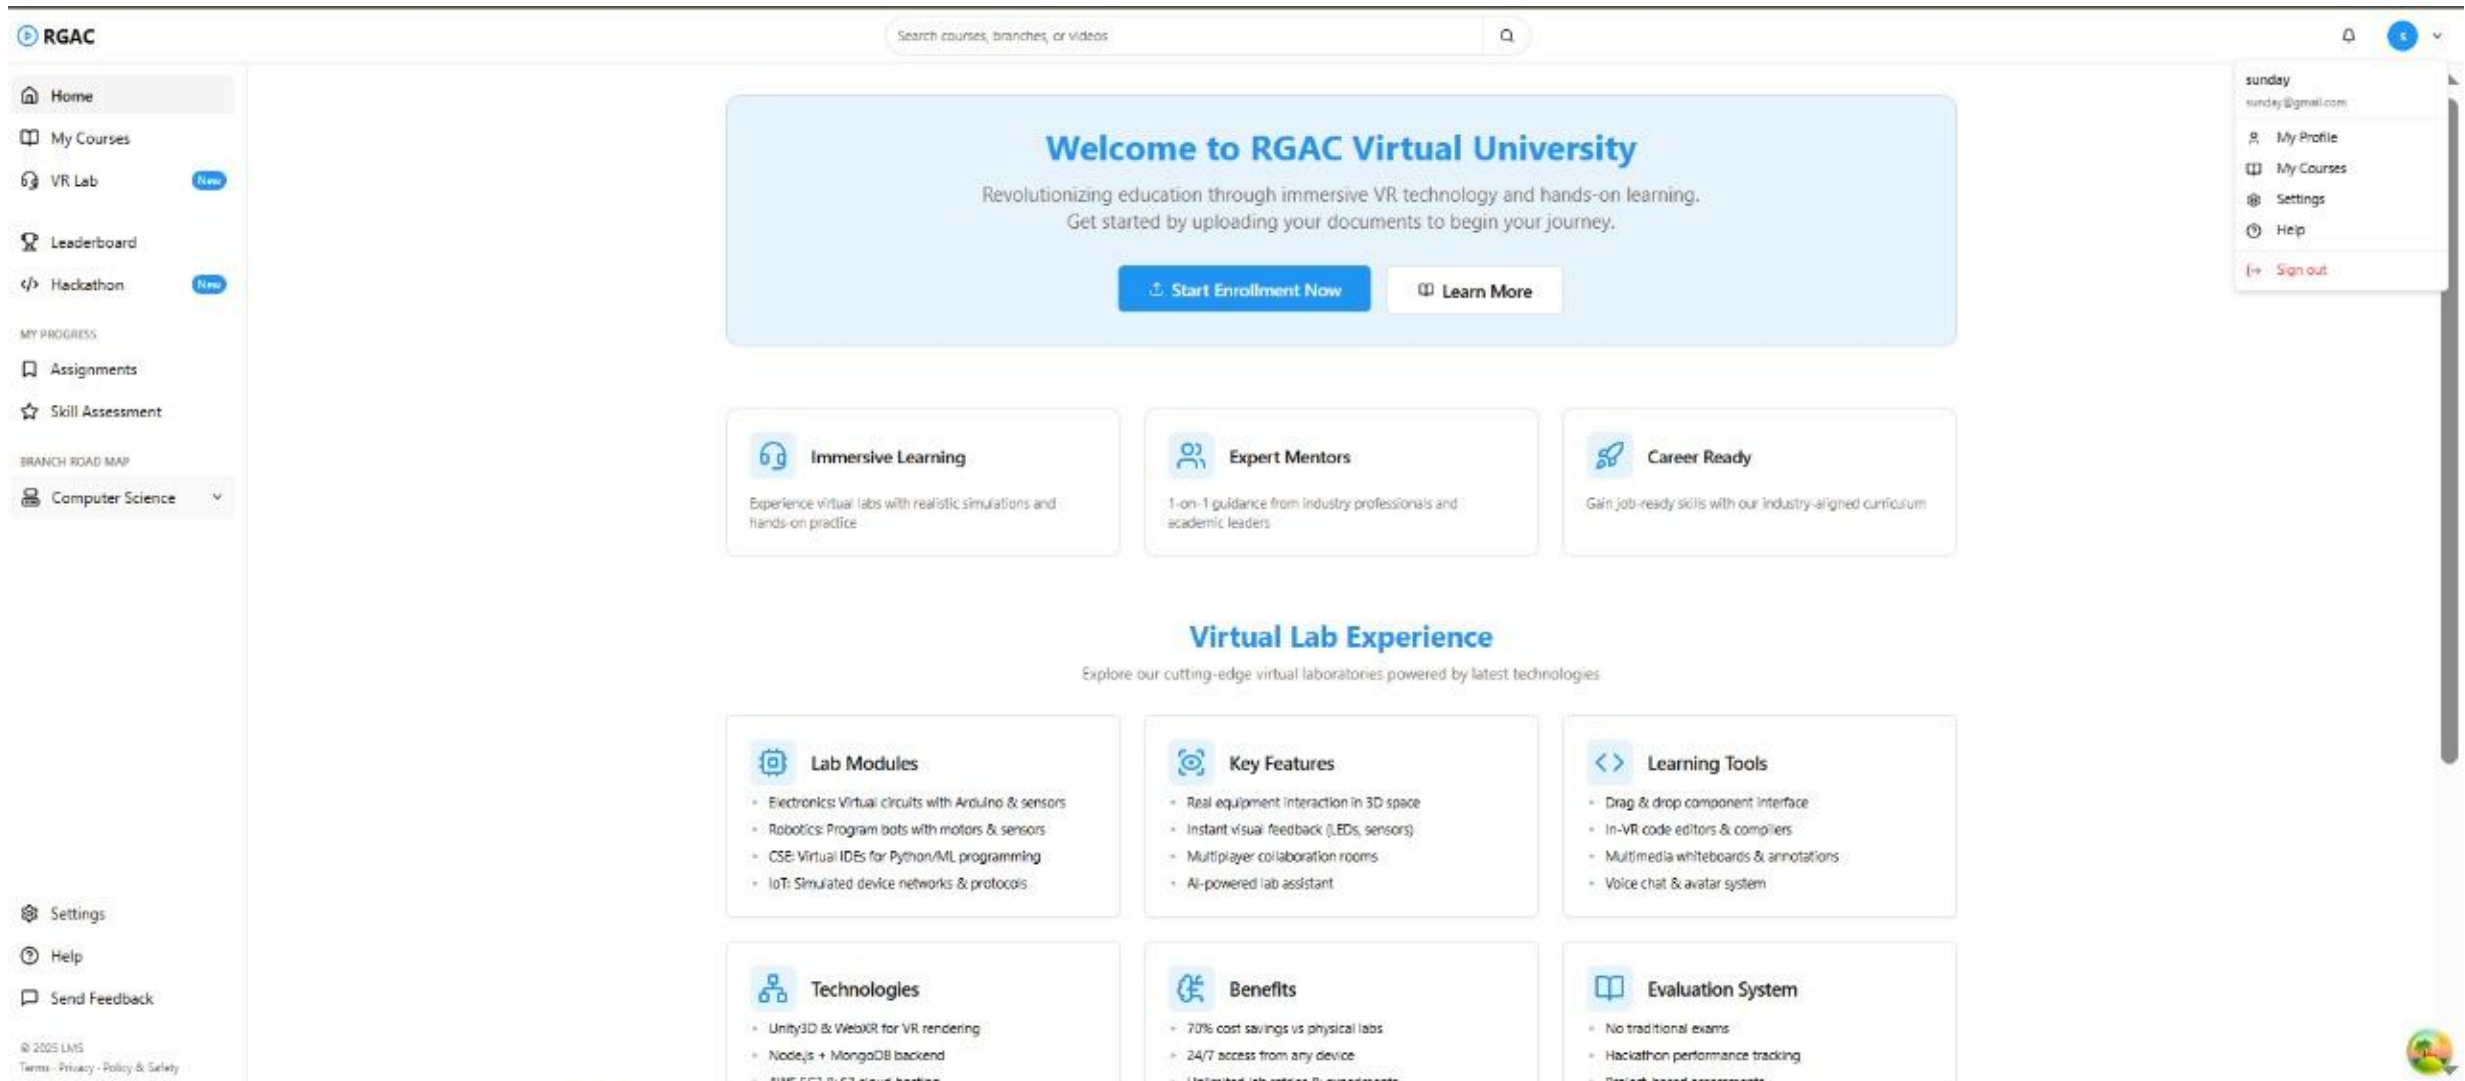 RGAC
Search courses, branches, or videos
s
sunday
sunday@gmail.com
My Profile
My Courses
Settings
Help
Sign out
Home
My Courses
VR Lab
New
Leaderboard
Hackathon
New
MY PROGRESS
Assignments
Skill Assessment
BRANCH ROAD MAP
Computer Science
Settings
Help
Send Feedback
© 2025 LMS
Terms · Privacy · Policy & Safety
Welcome to RGAC Virtual University
Revolutionizing education through immersive VR technology and hands-on learning.
Get started by uploading your documents to begin your journey.
Start Enrollment Now
Learn More
Immersive Learning
Experience virtual labs with realistic simulations and
hands-on practice
Expert Mentors
1-on-1 guidance from industry professionals and
academic leaders
Career Ready
Gain job-ready skills with our industry-aligned curriculum
Virtual Lab Experience
Explore our cutting-edge virtual laboratories powered by latest technologies
Lab Modules
• Electronics: Virtual circuits with Arduino & sensors
• Robotics: Program bots with motors & sensors
• CSE: Virtual IDEs for Python/ML programming
• IoT: Simulated device networks & protocols
Key Features
• Real equipment interaction in 3D space
• Instant visual feedback (LEDs, sensors)
• Multiplayer collaboration rooms
• AI-powered lab assistant
Learning Tools
• Drag & drop component interface
• In-VR code editors & compilers
• Multimedia whiteboards & annotations
• Voice chat & avatar system
Technologies
• Unity3D & WebXR for VR rendering
• Node.js + MongoDB backend
Benefits
• 70% cost savings vs physical labs
• 24/7 access from any device
Evaluation System
• No traditional exams
• Hackathon performance tracking